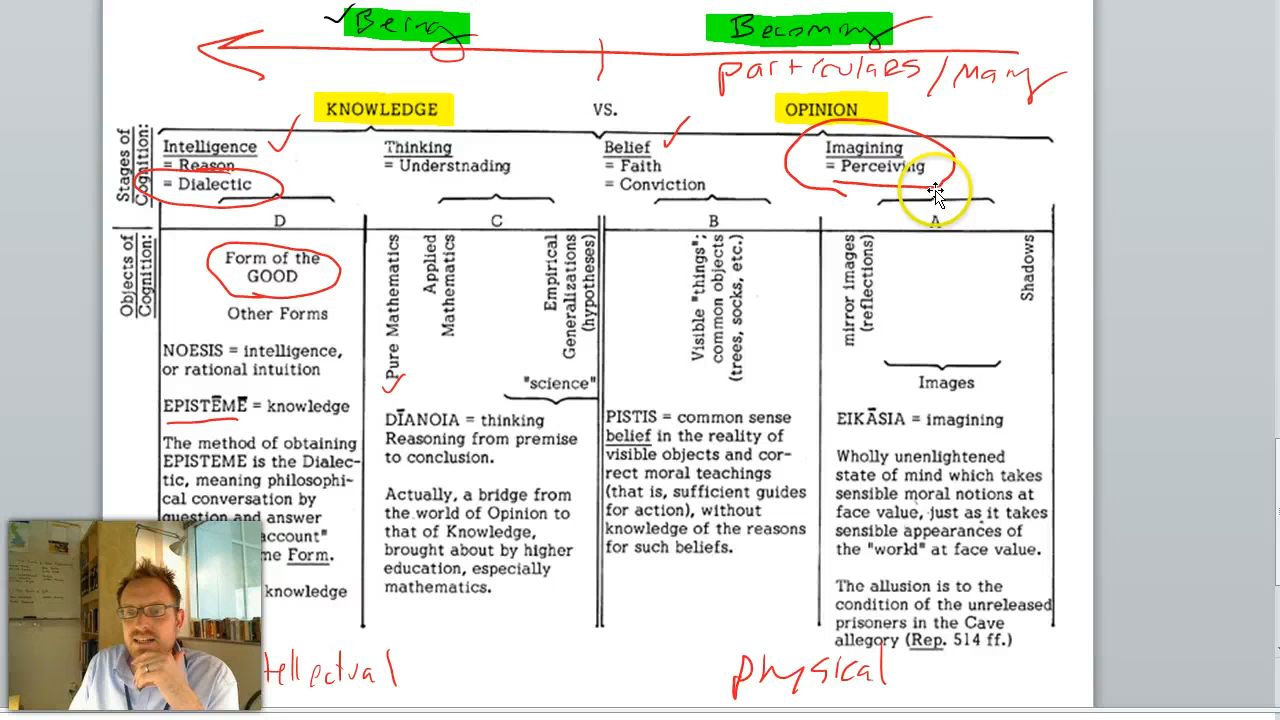 ✓Being
Becoming
particulars/many
KNOWLEDGE VS. OPINION
Stages of Cognition:
Intelligence
= Reason
= Dialectic
Thinking
= Understnading
Belief
= Faith
= Conviction
Imagining
= Perceiving
D C B A
Objects of Cognition:
Form of the
GOOD
Other Forms
NOESIS = intelligence,
or rational intuition
EPISTĒMĒ = knowledge
The method of obtaining
EPISTEME is the Dialec-
tic, meaning philosophi-
cal conversation by
question and answer
account"
me Form.
knowledge
Pure Mathematics
Applied
Mathematics
Empirical
Generalizations
(hypotheses)
"science"
DĪANOIA = thinking
Reasoning from premise
to conclusion.
Actually, a bridge from
the world of Opinion to
that of Knowledge,
brought about by higher
education, especially
mathematics.
Visible "things";
common objects
(trees, socks, etc.)
PISTIS = common sense
belief in the reality of
visible objects and cor-
rect moral teachings
(that is, sufficient guides
for action), without
knowledge of the reasons
for such beliefs.
mirror images
(reflections)
Shadows
Images
EIKĀSIA = imagining
Wholly unenlightened
state of mind which takes
sensible moral notions at
face value, just as it takes
sensible appearances of
the "world" at face value.
The allusion is to the
condition of the unreleased
prisoners in the Cave
allegory (Rep. 514 ff.)
tellectual
physical